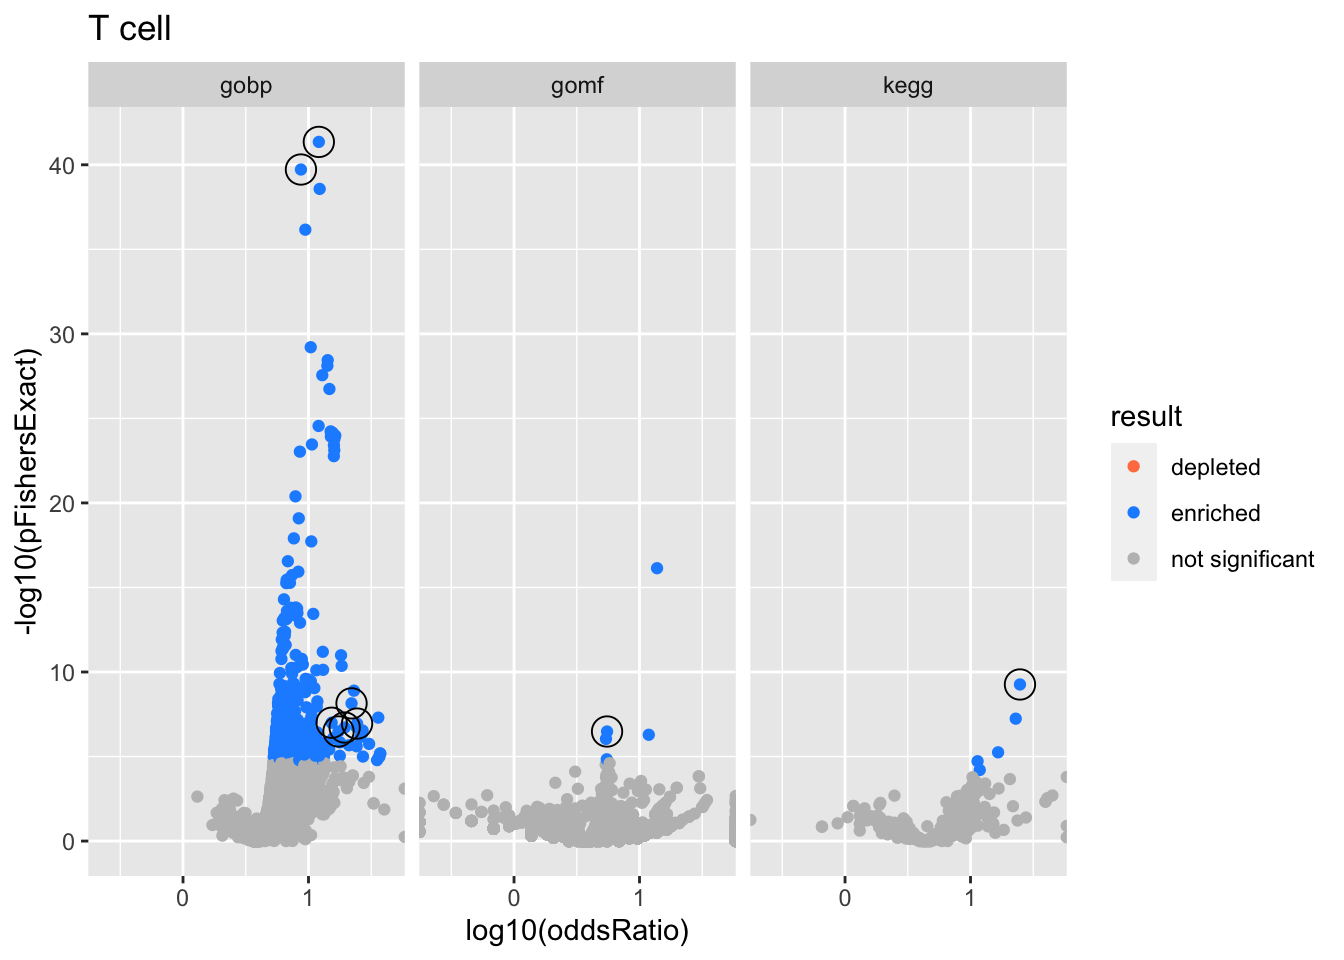 T cell
gobp
gomf
kegg
40
30
20
10
0
-log10(pFishersExact)
0 1 0 1 0 1
log10(oddsRatio)
result
depleted
enriched
not significant